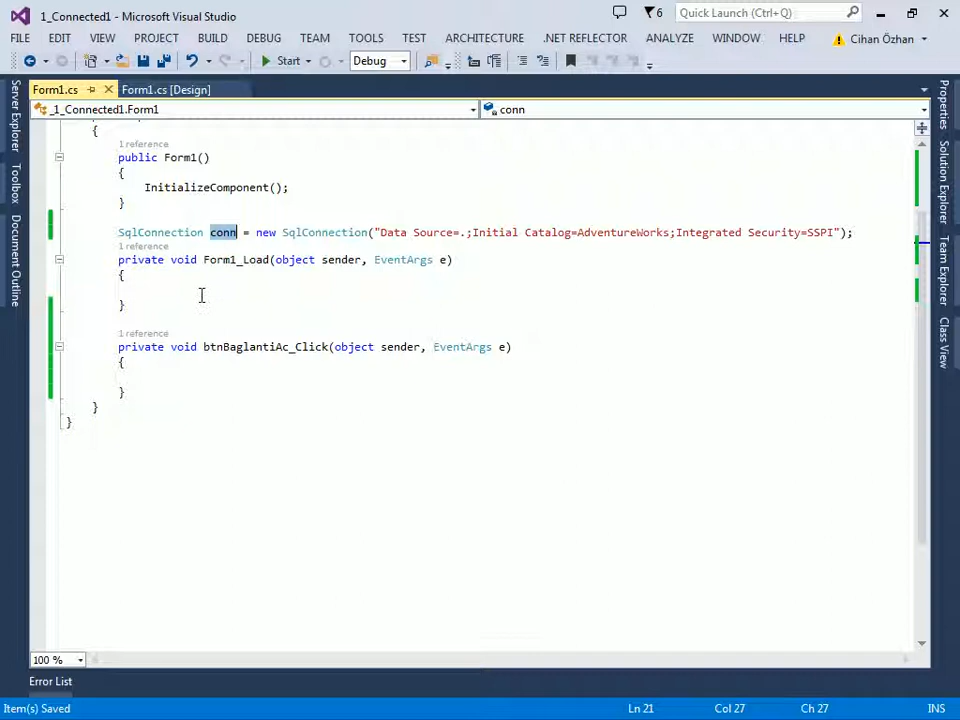 1_Connected1 - Microsoft Visual Studio
6
Quick Launch (Ctrl+Q)
FILE EDIT VIEW PROJECT BUILD DEBUG TEAM TOOLS TEST ARCHITECTURE .NET REFLECTOR ANALYZE WINDOW HELP Cihan Özhan
Start Debug
Form1.cs Form1.cs [Design]
_1_Connected1.Form1 conn
Server Explorer
Toolbox
Document Outline
{
1 reference
public Form1()
{
InitializeComponent();
}
SqlConnection conn = new SqlConnection("Data Source=.;Initial Catalog=AdventureWorks;Integrated Security=SSPI");
1 reference
private void Form1_Load(object sender, EventArgs e)
{
}
1 reference
private void btnBaglantiAc_Click(object sender, EventArgs e)
{
}
}
}
Properties
Solution Explorer
Team Explorer
Class View
100 %
Error List
Item(s) Saved Ln 21 Col 27 Ch 27 INS